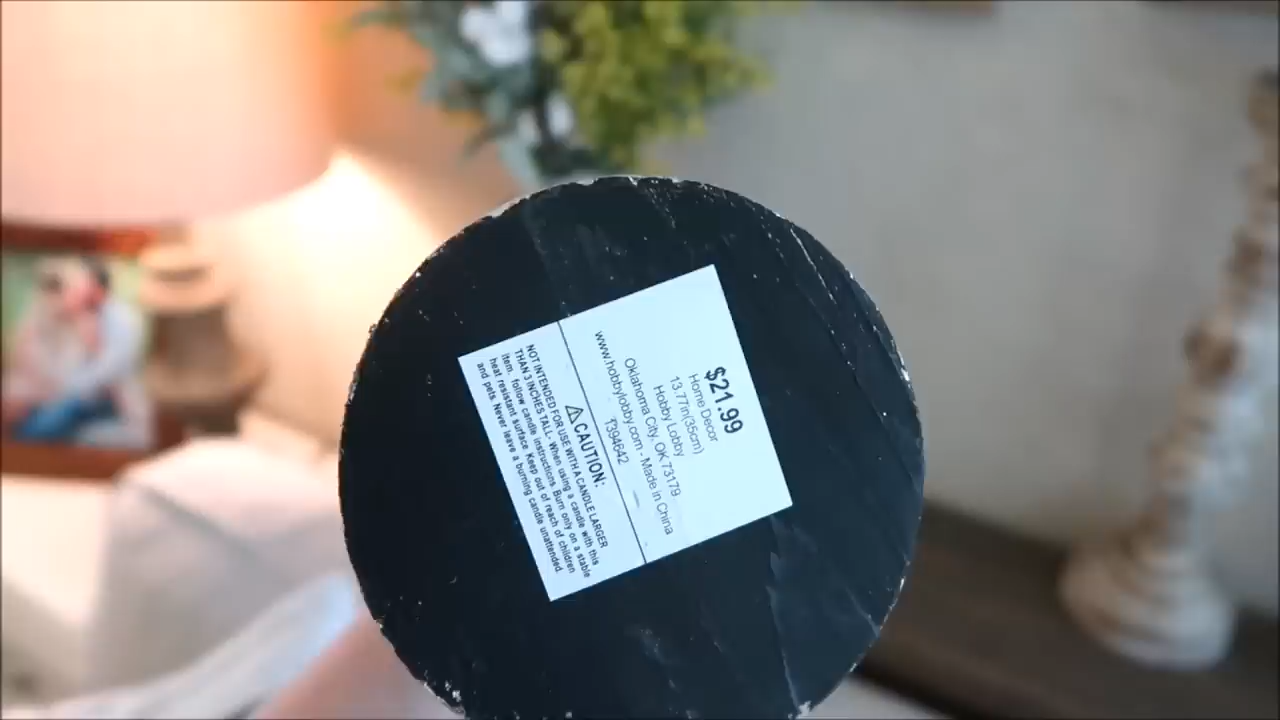 $21.99
Home Decor
13.77in(35cm)
Hobby Lobby
Oklahoma City, OK 73179
www.hobbylobby.com - Made in China
1394642
⚠CAUTION:
NOT INTENDED FOR USE WITH A CANDLE LARGER
THAN 3 INCHES TALL- When using a candle with this
item, follow candle instructions. Burn only on a stable
heat resistant surface. Keep out of reach of children
and pets. Never leave a burning candle unattended.